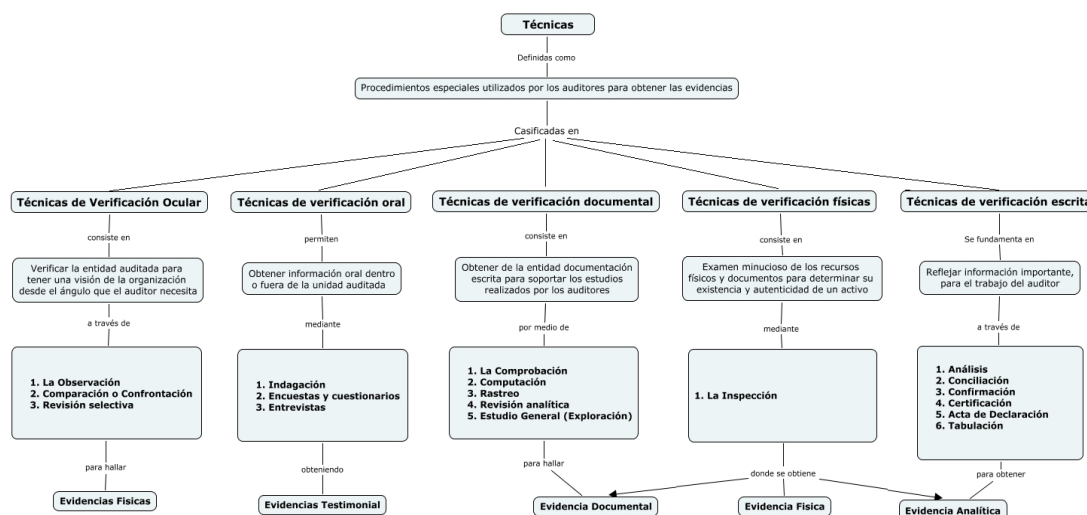 Técnicas
Definidas como
Procedimientos especiales utilizados por los auditores para obtener las evidencias
Casificadas en
Técnicas de Verificación Ocular
consiste en
Verificar la entidad auditada para
tener una visión de la organización
desde el ángulo que el auditor necesita
a través de
1. La Observación
2. Comparación o Confrontación
3. Revisión selectiva
para hallar
Evidencias Fisicas
Técnicas de verificación oral
permiten
Obtener información oral dentro
o fuera de la unidad auditada
mediante
1. Indagación
2. Encuestas y cuestionarios
3. Entrevistas
obteniendo
Evidencias Testimonial
Técnicas de verificación documental
consiste en
Obtener de la entidad documentación
escrita para soportar los estudios
realizados por los auditores
por medio de
1. La Comprobación
2. Computación
3. Rastreo
4. Revisión analítica
5. Estudio General (Exploración)
para hallar
Evidencia Documental
Técnicas de verificación físicas
consiste en
Examen minucioso de los recursos
físicos y documentos para determinar su
existencia y autenticidad de un activo
mediante
1. La Inspección
donde se obtiene
Evidencia Fisica
Técnicas de verificación escrita
Se fundamenta en
Reflejar información importante,
para el trabajo del auditor
a través de
1. Análisis
2. Conciliación
3. Confirmación
4. Certificación
5. Acta de Declaración
6. Tabulación
para obtener
Evidencia Analítica